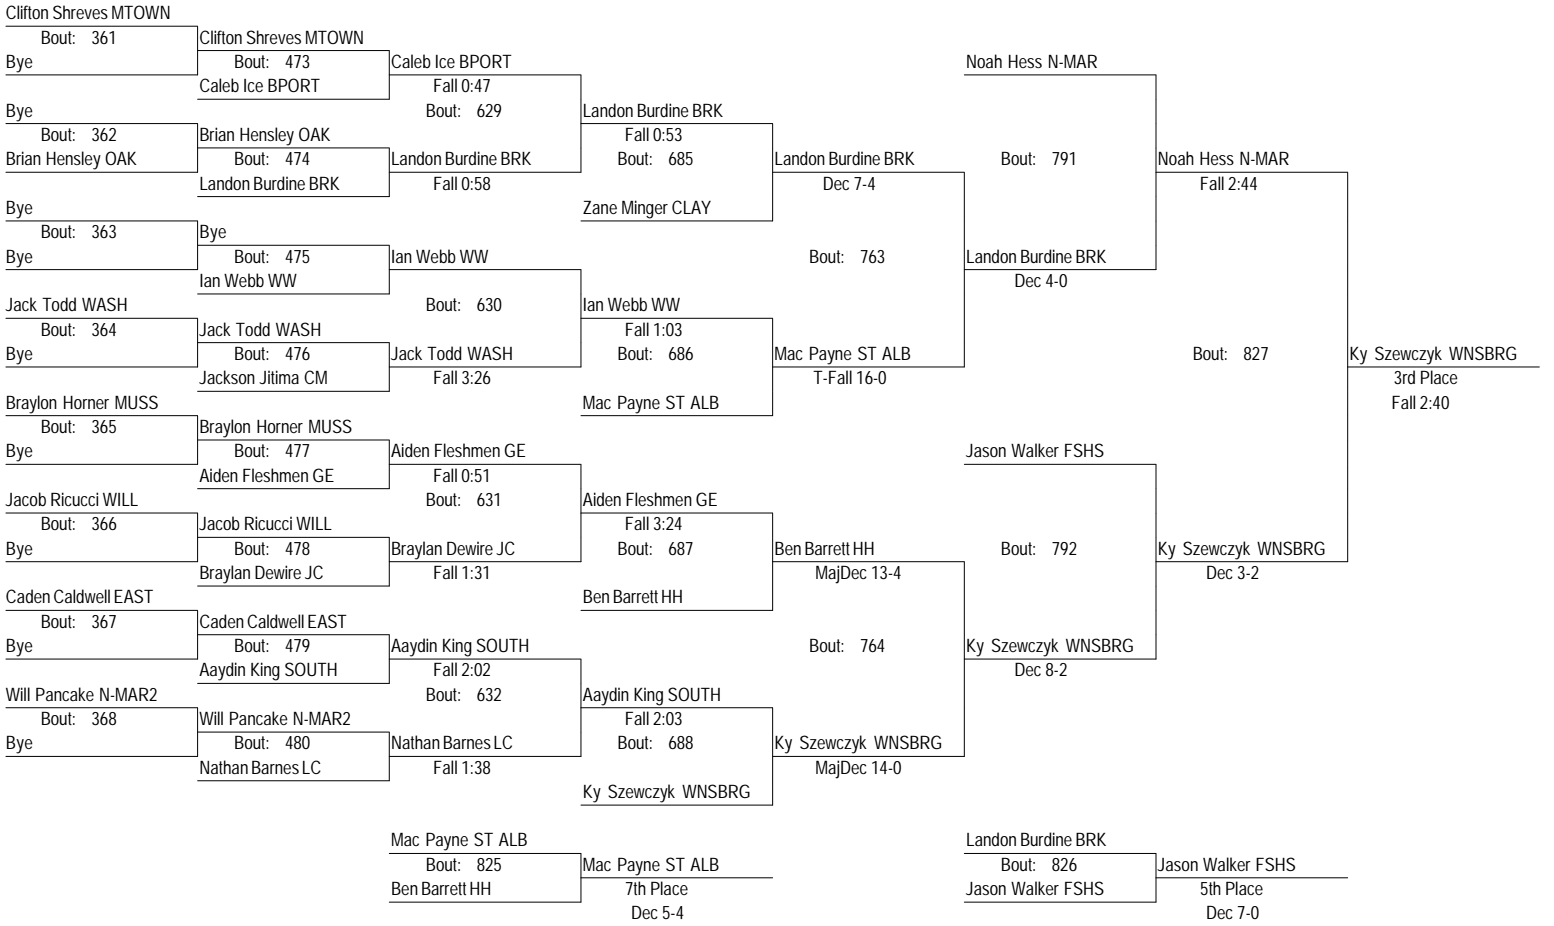 Clifton Shreves MTOWN
Bout: 361
Bye
Bye
Bout: 362
Brian Hensley OAK
Bye
Bout: 363
Bye
Jack Todd WASH
Bout: 364
Bye
Braylon Horner MUSS
Bout: 365
Bye
Jacob Ricucci WILL
Bout: 366
Bye
Caden Caldwell EAST
Bout: 367
Bye
Will Pancake N-MAR2
Bout: 368
Bye
Clifton Shreves MTOWN
Bout: 473
Caleb Ice BPORT
Brian Hensley OAK
Bout: 474
Landon Burdine BRK
Bye
Bout: 475
Ian Webb WW
Jack Todd WASH
Bout: 476
Jackson Jitima CM
Braylon Horner MUSS
Bout: 477
Aiden Fleshmen GE
Jacob Ricucci WILL
Bout: 478
Braylan Dewire JC
Caden Caldwell EAST
Bout: 479
Aaydin King SOUTH
Will Pancake N-MAR2
Bout: 480
Nathan Barnes LC
Caleb Ice BPORT
Fall 0:47
Bout: 629
Landon Burdine BRK
Fall 0:58
Ian Webb WW
Bout: 630
Jack Todd WASH
Fall 3:26
Aiden Fleshmen GE
Fall 0:51
Bout: 631
Braylan Dewire JC
Fall 1:31
Aaydin King SOUTH
Fall 2:02
Bout: 632
Nathan Barnes LC
Fall 1:38
Landon Burdine BRK
Fall 0:53
Bout: 685
Zane Minger CLAY
Ian Webb WW
Fall 1:03
Bout: 686
Mac Payne ST ALB
Aiden Fleshmen GE
Fall 3:24
Bout: 687
Ben Barrett HH
Aaydin King SOUTH
Fall 2:03
Bout: 688
Ky Szewczyk WNSBRG
Landon Burdine BRK
Dec 7-4
Bout: 763
Mac Payne ST ALB
T-Fall 16-0
Ben Barrett HH
MajDec 13-4
Bout: 764
Ky Szewczyk WNSBRG
MajDec 14-0
Noah Hess N-MAR
Bout: 791
Landon Burdine BRK
Dec 4-0
Jason Walker FSHS
Bout: 792
Ky Szewczyk WNSBRG
Dec 8-2
Noah Hess N-MAR
Fall 2:44
Bout: 827
Ky Szewczyk WNSBRG
Dec 3-2
Ky Szewczyk WNSBRG
3rd Place
Fall 2:40
Mac Payne ST ALB
Bout: 825
Ben Barrett HH
Mac Payne ST ALB
7th Place
Dec 5-4
Landon Burdine BRK
Bout: 826
Jason Walker FSHS
Jason Walker FSHS
5th Place
Dec 7-0